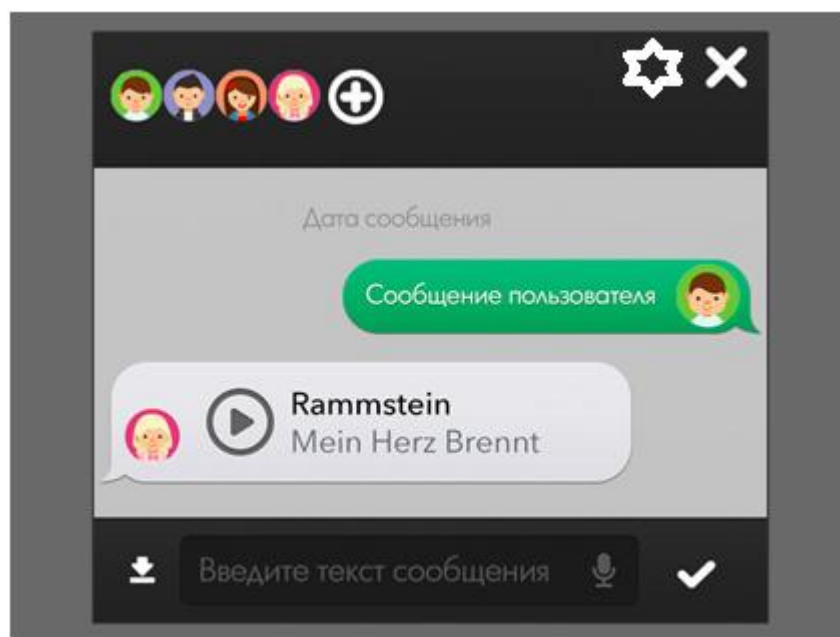 Дата сообщения
Сообщение пользователя
Rammstein
Mein Herz Brennt
Введите текст сообщения